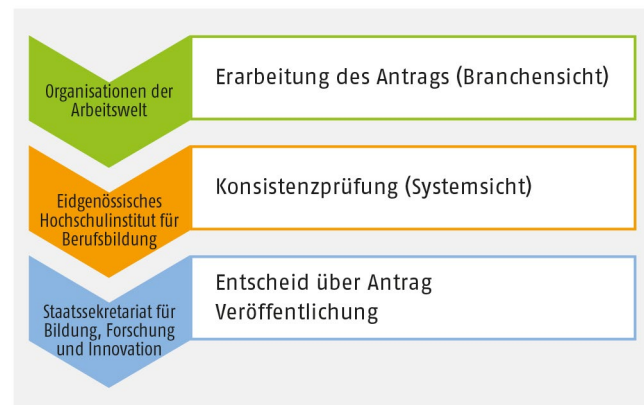 Organisationen der
Arbeitswelt
Erarbeitung des Antrags (Branchensicht)
Eidgenössisches
Hochschulinstitut für
Berufsbildung
Konsistenzprüfung (Systemsicht)
Staatssekretariat für
Bildung, Forschung
und Innovation
Entscheid über Antrag
Veröffentlichung